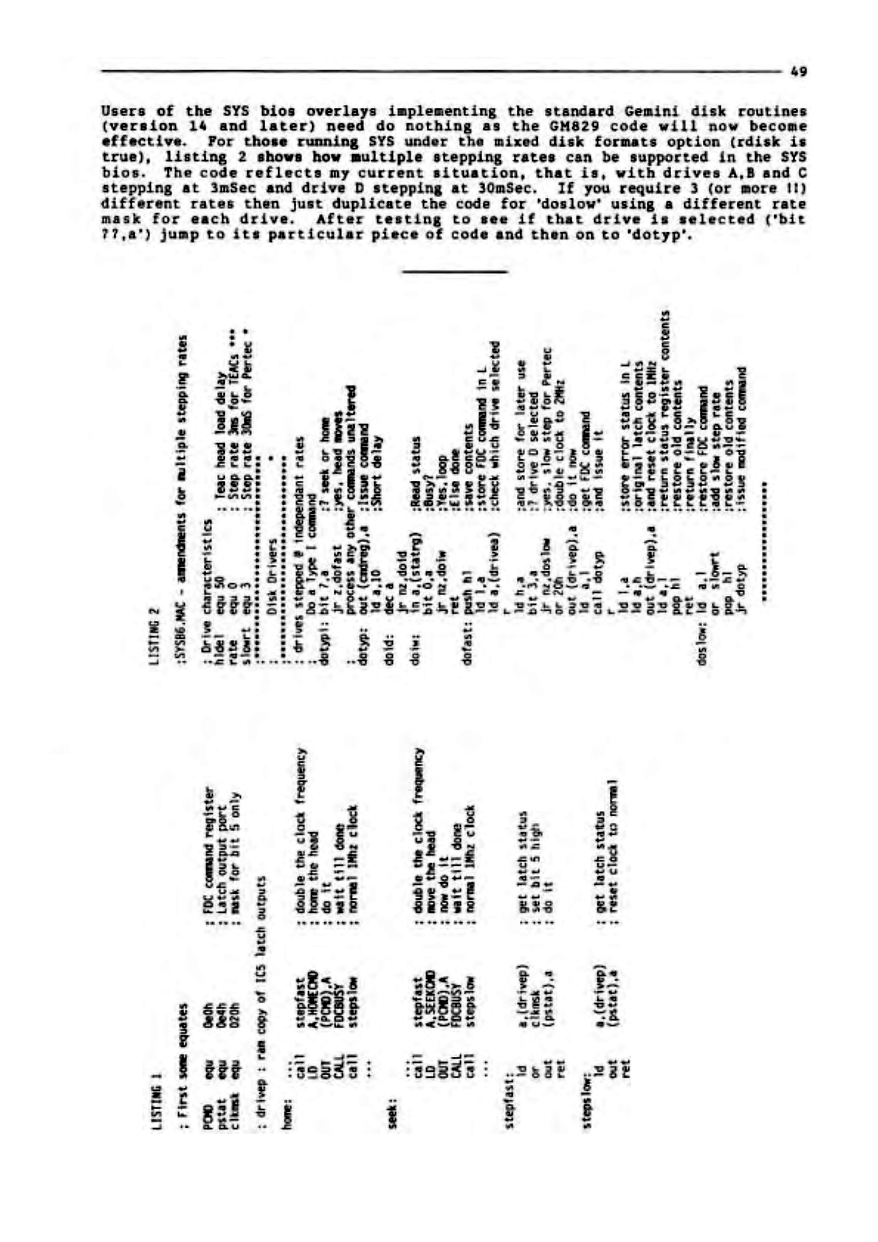 49
Users of the SYS bios overlays implementing the standard Gemini disk routines
(version 14 and later) need do nothing as the GM829 code will now become
effective. For those running SYS under the mixed disk formats option (rdisk is
true), listing 2 shows how multiple stepping rates can be supported in the SYS
bios. The code reflects my current situation, that is, with drives A,B and C
stepping at 3mSec and drive D stepping at 30mSec. If you require 3 (or more !!)
different rates then just duplicate the code for 'doslow' using a different rate
mask for each drive. After testing to see if that drive is selected ('bit
??,a') jump to its particular piece of code and then on to 'dotyp'.
LISTING 1
; First some equates
PCMD equ 0e0h ; FDC command register
pstat equ 0e4h ; Latch output port
clkmsk equ 020h ; mask for bit 5 only
; drivep : ram copy of IC5 latch outputs
home: ...
call stepfast ; double the clock frequency
LD A,HOMECMD ; home the head
OUT (PCMD),A ; do it
CALL FDCBUSY ; wait till done
call stepslow ; normal 1Mhz clock
...
seek: ...
call stepfast ; double the clock frequency
LD A,SEEKCMD ; move the head
OUT (PCMD),A ; now do it
CALL FDCBUSY ; wait till done
call stepslow ; normal 1Mhz clock
...
stepfast:
ld a,(drivep) ; get latch status
or clkmsk ; set bit 5 high
out (pstat),a ; do it
ret
stepslow:
ld a,(drivep) ; get latch status
out (pstat),a ; reset clock to normal
ret
LISTING 2
;SYSB6.MAC - amendments for multiple stepping rates
; Drive characteristics
hldel equ 50 ; Teac head load delay
rate equ 0 ; Step rate 3ms for TEACs ***
slowrt equ 3 ; Step rate 30mS for Pertec *
;******************************
; Disk Drivers *
;******************************
; drives stepped @ independant rates
; Do a Type I command
dotypi: bit 7,a ;? seek or home
jr z,dofast ;yes, head moves
; process any other commands unaltered
dotyp: out (cmdreg),a ;Issue command
ld a,10 ;Short delay
doid: dec a
jr nz,doid
doiw: in a,(statrg) ;Read status
bit 0,a ;Busy?
jr nz,doiw ;Yes,loop
ret ;Else done
dofast: push hl ;save contents
ld l,a ;store FDC command in L
ld a,(drivea) ;check which drive selected
r
ld h,a ;and store for later use
bit 3,a ;? drive D selected
jr nz,doslow ;yes, slow step for Pertec
or 20h ;double clock to 2MHz
out (drivep),a ;do it now
ld a,l ;get FDC command
call dotyp ;and issue it
r
ld l,a ;store error status in L
ld a,h ;original latch contents
out (drivep),a ;and reset clock to 1MHz
ld a,l ;return status register contents
pop hl ;restore old contents
ret ;return finally
doslow: ld a,l ;restore FDC command
or slowrt ;add slow step rate
pop hl ;restore old contents
jr dotyp ;issue modified command
******************